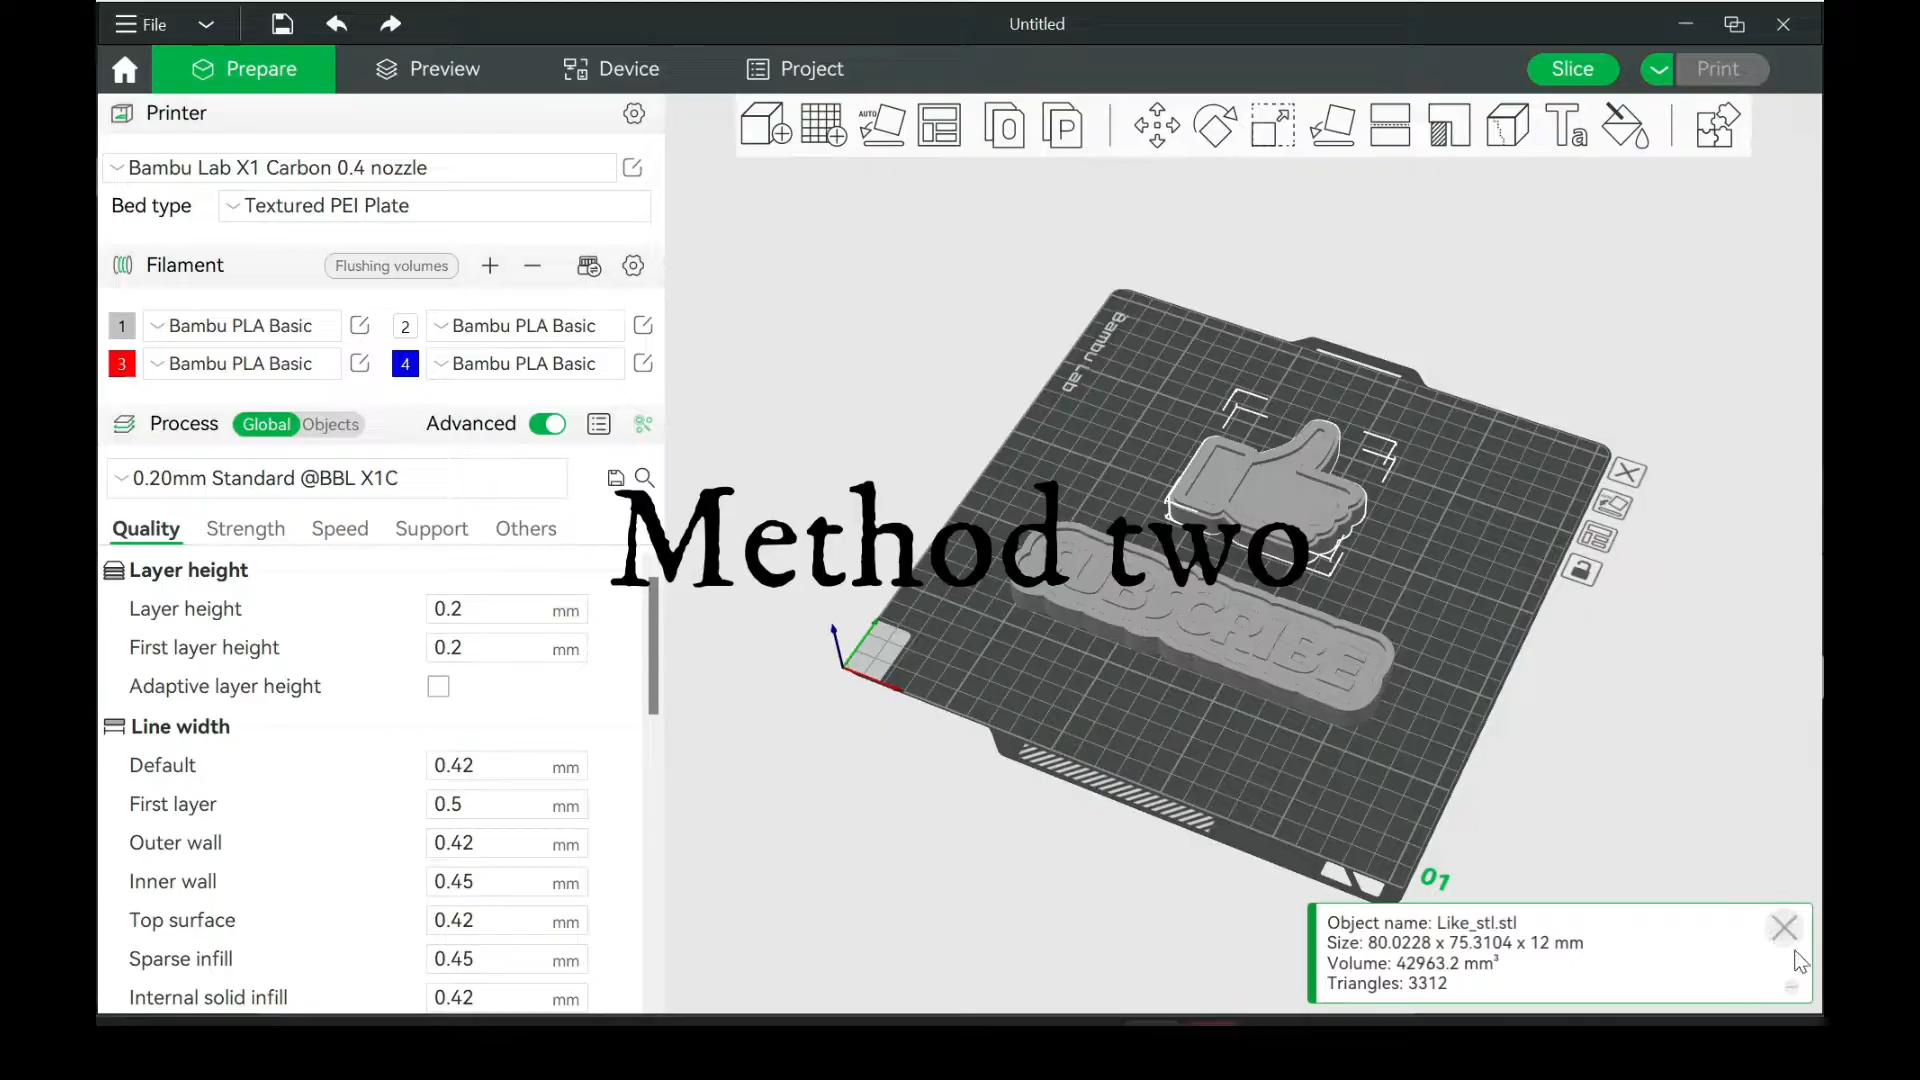 File
Untitled
Prepare
Preview
Device
Project
Slice
Print
Printer
AUTO
O
P
Ta
Bambu Lab X1 Carbon 0.4 nozzle
Bed type
Textured PEI Plate
Filament
Flushing volumes
1 Bambu PLA Basic
2 Bambu PLA Basic
3 Bambu PLA Basic
4 Bambu PLA Basic
Process
Global Objects
Advanced
0.20mm Standard @BBL X1C
Quality Strength Speed Support Others
Layer height
Layer height 0.2 mm
First layer height 0.2 mm
Adaptive layer height
Line width
Default 0.42 mm
First layer 0.5 mm
Outer wall 0.42 mm
Inner wall 0.45 mm
Top surface 0.42 mm
Sparse infill 0.45 mm
Internal solid infill 0.42 mm
Bambu Lab
Method two
SUBCRIBE
01
Object name: Like_stl.stl
Size: 80.0228 x 75.3104 x 12 mm
Volume: 42963.2 mm³
Triangles: 3312